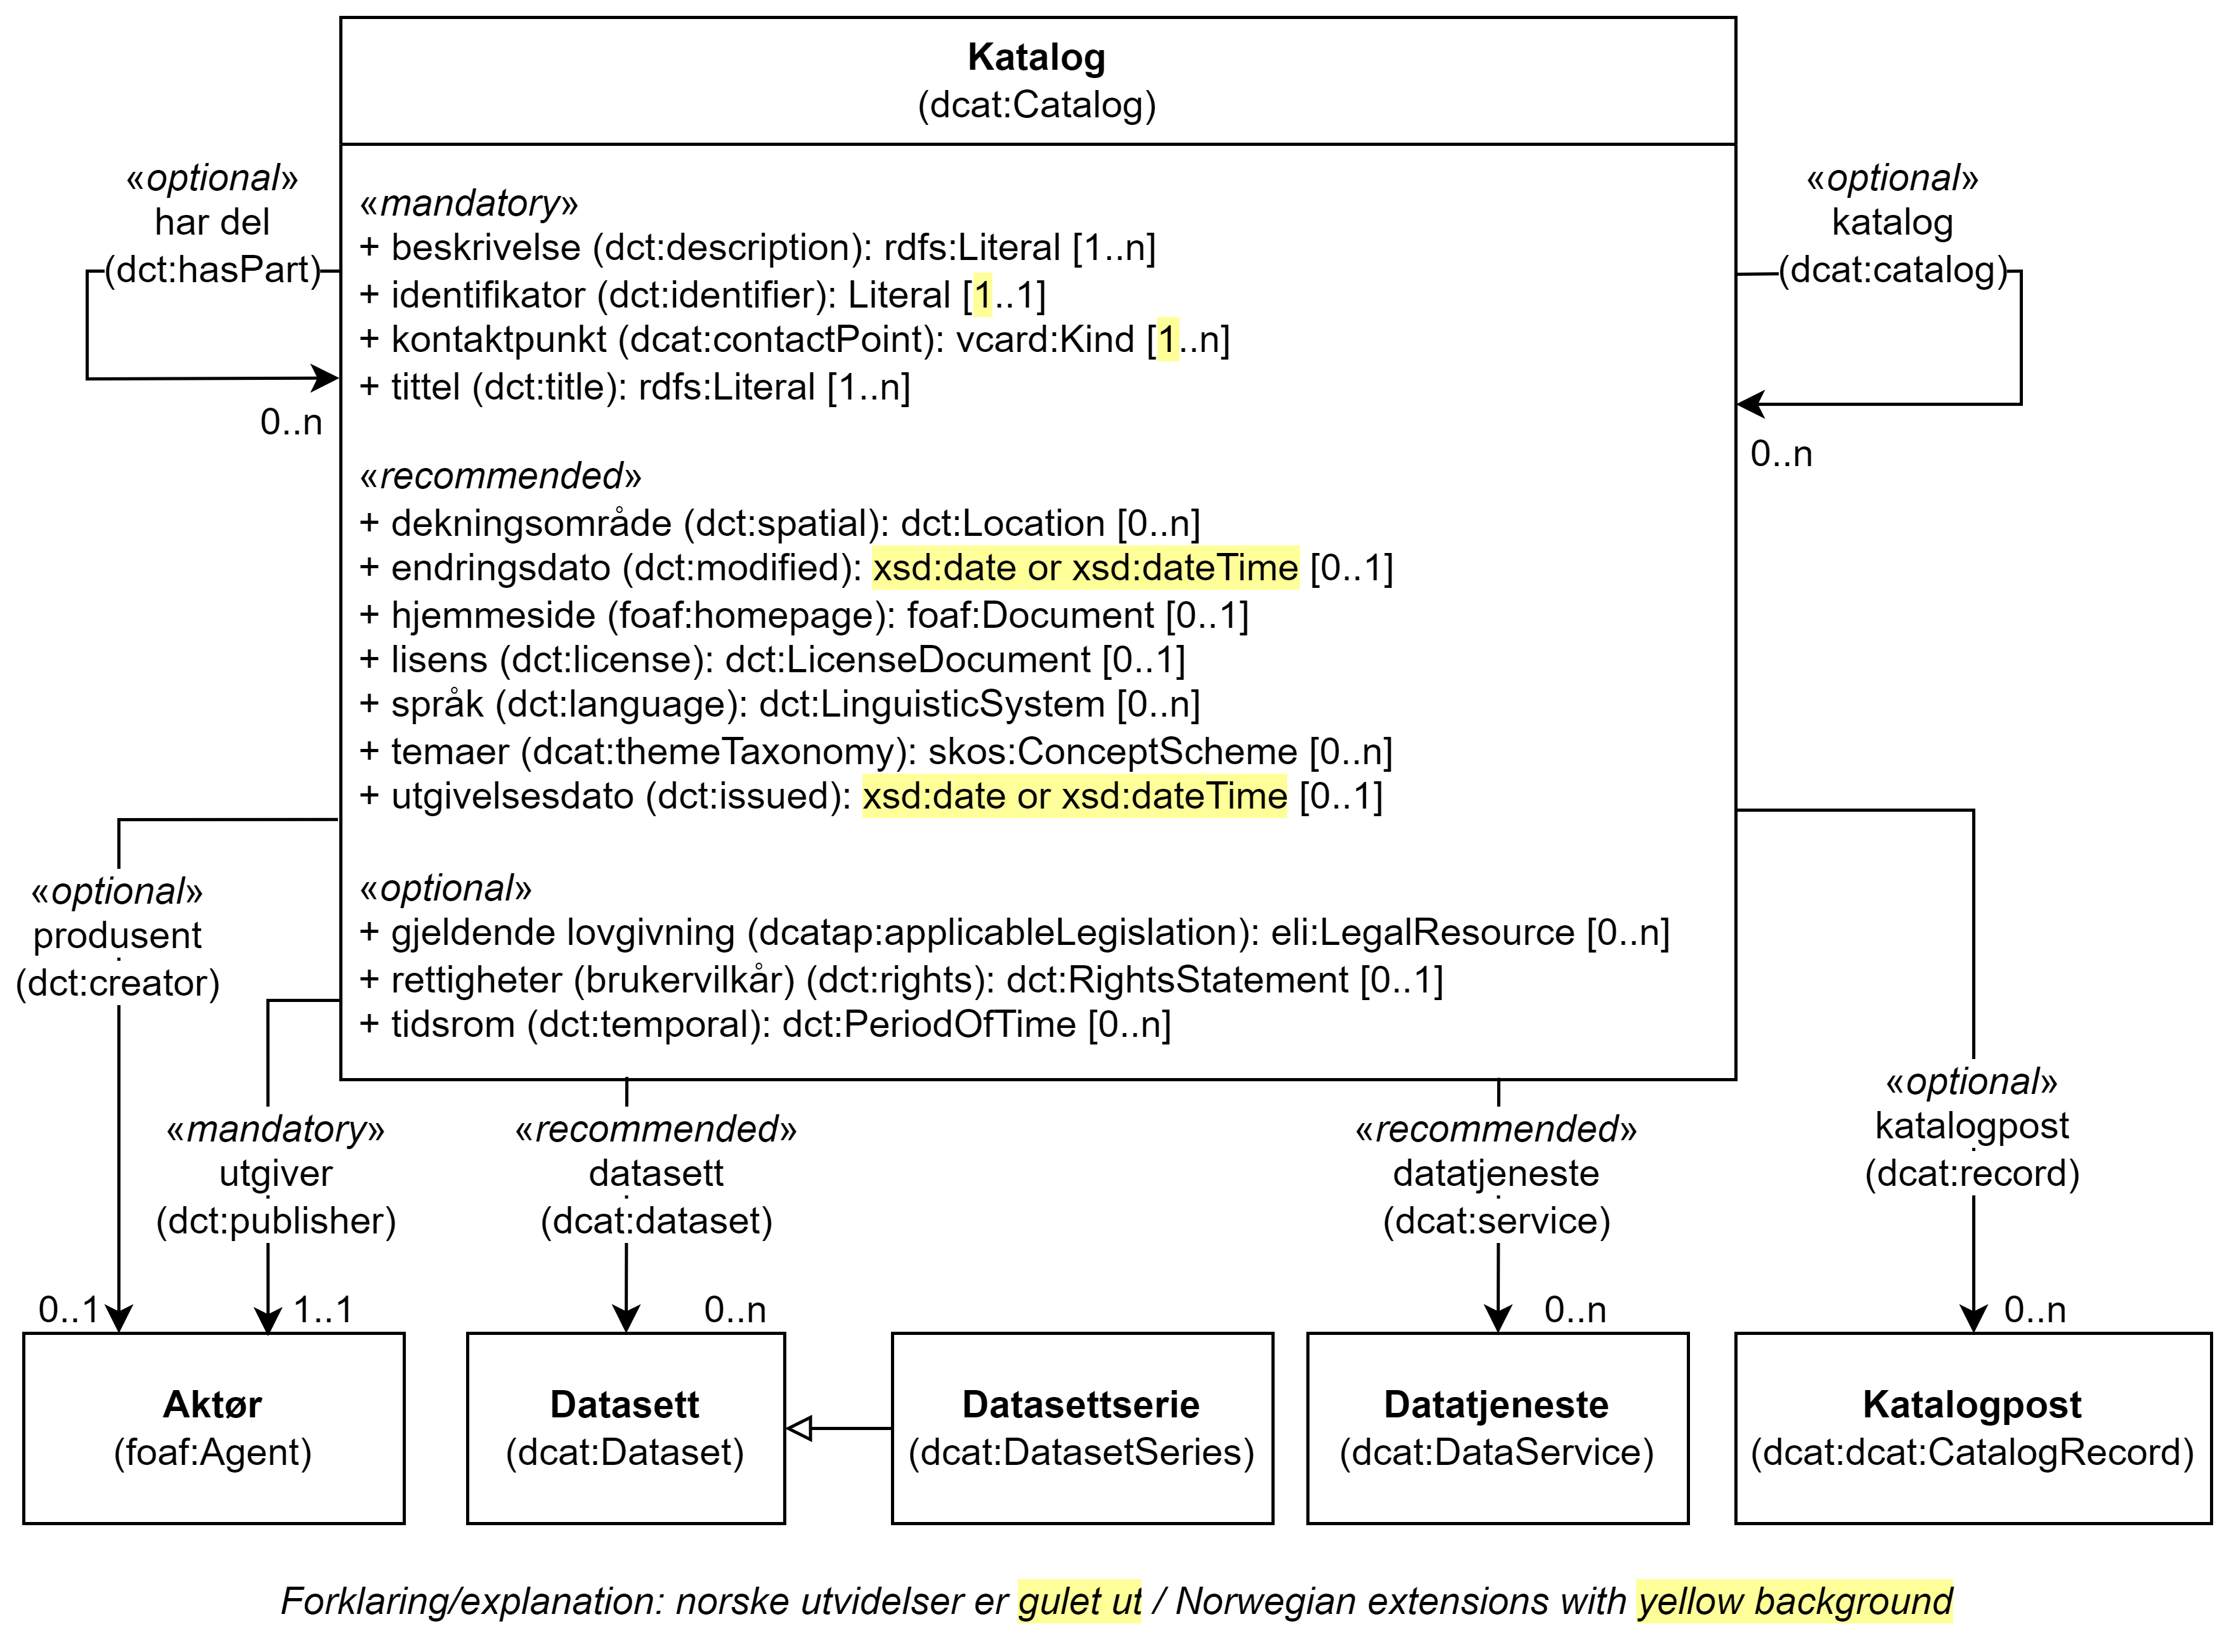 Katalog
(dcat:Catalog)
«optional»
har del
(dct:hasPart)
0..n
«mandatory»
+ beskrivelse (dct:description): rdfs:Literal [1..n]
+ identifikator (dct:identifier): Literal [1..1]
+ kontaktpunkt (dcat:contactPoint): vcard:Kind [1..n]
+ tittel (dct:title): rdfs:Literal [1..n]
«optional»
katalog
(dcat:catalog)
0..n
«recommended»
+ dekningsområde (dct:spatial): dct:Location [0..n]
+ endringsdato (dct:modified): xsd:date or xsd:dateTime [0..1]
+ hjemmeside (foaf:homepage): foaf:Document [0..1]
+ lisens (dct:license): dct:LicenseDocument [0..1]
+ språk (dct:language): dct:LinguisticSystem [0..n]
+ temaer (dcat:themeTaxonomy): skos:ConceptScheme [0..n]
+ utgivelsesdato (dct:issued): xsd:date or xsd:dateTime [0..1]
«optional»
+ gjeldende lovgivning (dcatap:applicableLegislation): eli:LegalResource [0..n]
+ rettigheter (brukervilkår) (dct:rights): dct:RightsStatement [0..1]
+ tidsrom (dct:temporal): dct:PeriodOfTime [0..n]
«optional»
produsent
(dct:creator)
0..1
«mandatory»
utgiver
(dct:publisher)
1..1
«recommended»
datasett
(dcat:dataset)
0..n
«recommended»
datatjeneste
(dcat:service)
0..n
«optional»
katalogpost
(dcat:record)
0..n
Aktør
(foaf:Agent)
Datasett
(dcat:Dataset)
Datasettserie
(dcat:DatasetSeries)
Datatjeneste
(dcat:DataService)
Katalogpost
(dcat:dcat:CatalogRecord)
Forklaring/explanation: norske utvidelser er gulet ut / Norwegian extensions with yellow background